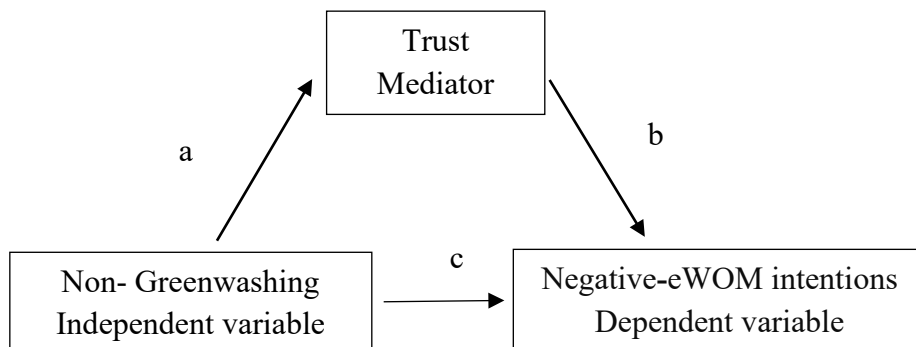 Trust
Mediator
a
b
Non- Greenwashing
Independent variable
c
Negative-eWOM intentions
Dependent variable